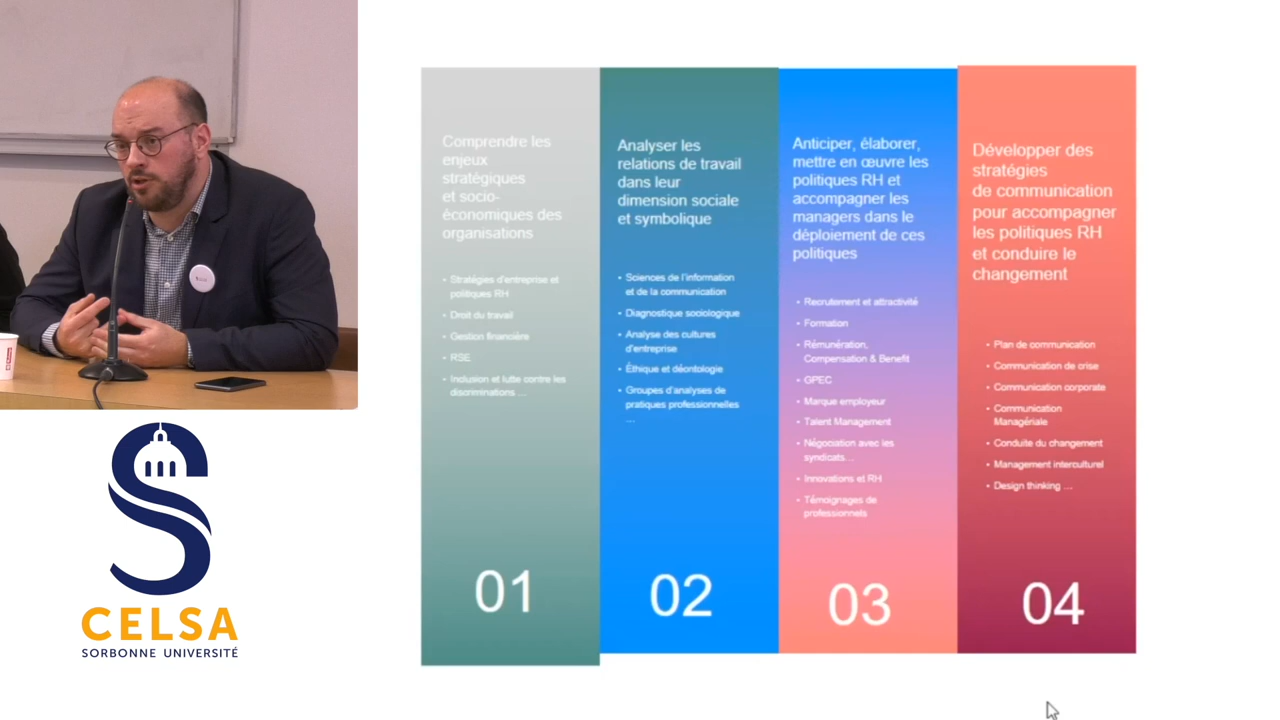 Comprendre les
enjeux
stratégiques
et socio-
économiques des
organisations
• Stratégies d'entreprise et
politiques RH
• Droit du travail
• Gestion financière
• RSE
• Inclusion et lutte contre les
discriminations ...
01
Analyser les
relations de travail
dans leur
dimension sociale
et symbolique
• Sciences de l'information
et de la communication
• Diagnostique sociologique
• Analyse des cultures
d'entreprise
• Éthique et déontologie
• Groupes d'analyses de
pratiques professionnelles
...
02
Anticiper, élaborer,
mettre en œuvre les
politiques RH et
accompagner les
managers dans le
déploiement de ces
politiques
• Recrutement et attractivité
• Formation
• Rémunération,
Compensation & Benefit
• GPEC
• Marque employeur
• Talent Management
• Négociation avec les
syndicats...
• Innovations et RH
• Témoignages de
professionnels
03
Développer des
stratégies
de communication
pour accompagner
les politiques RH
et conduire le
changement
• Plan de communication
• Communication de crise
• Communication corporate
• Communication
Managériale
• Conduite du changement
• Management interculturel
• Design thinking ...
04
CELSA
SORBONNE UNIVERSITÉ